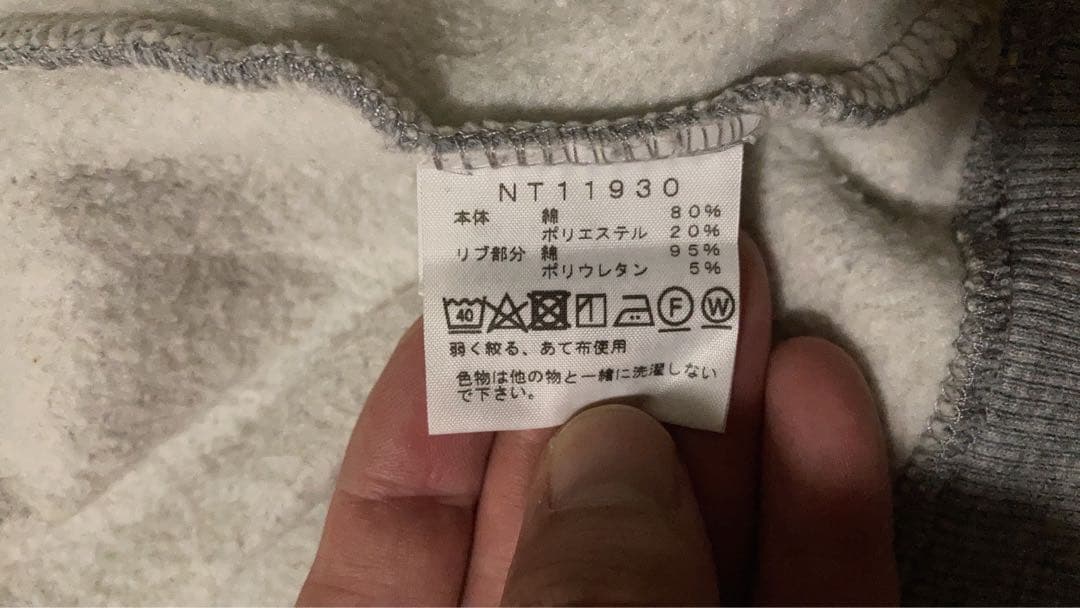 NT11930
本体 綿 80%
ポリエステル 20%
リブ部分 綿 95%
ポリウレタン 5%
40 F W
弱く絞る、あて布使用
色物は他の物と一緒に洗濯しない
で下さい。